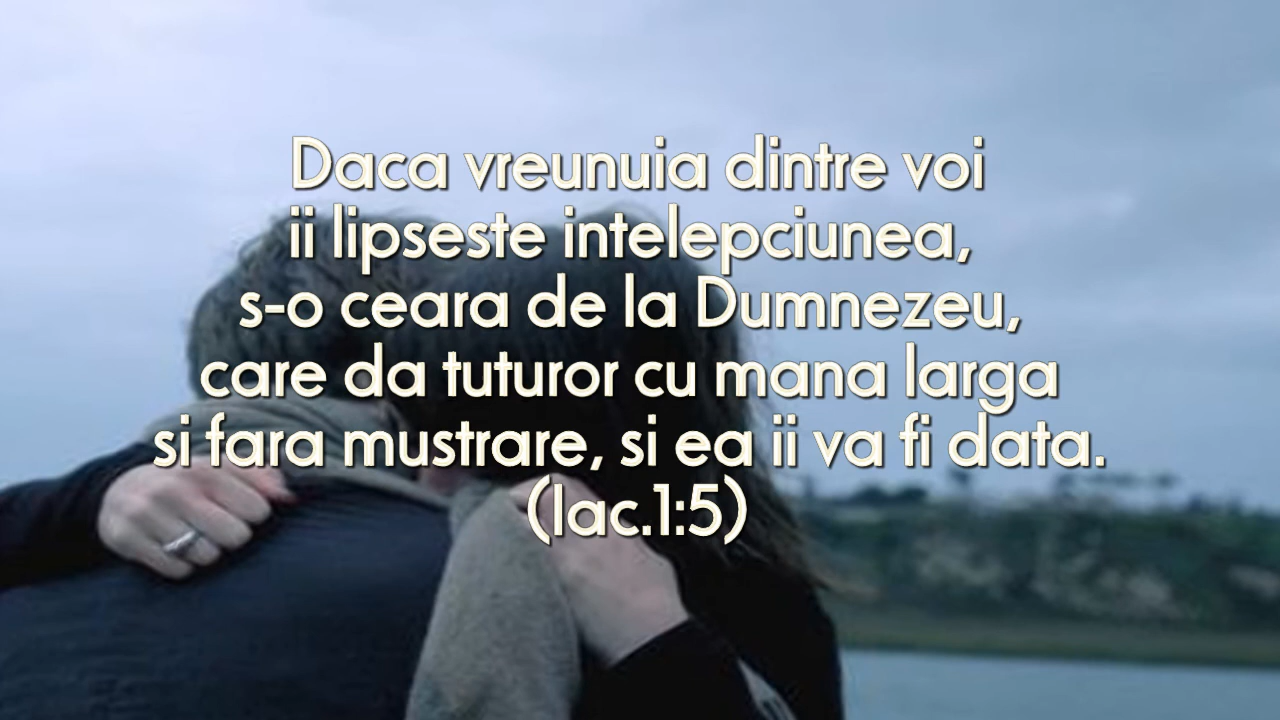 Daca vreunuia dintre voi
ii lipseste intelepciunea,
s-o ceara de la Dumnezeu,
care da tuturor cu mana larga
si fara mustrare, si ea ii va fi data.
(Iac.1:5)